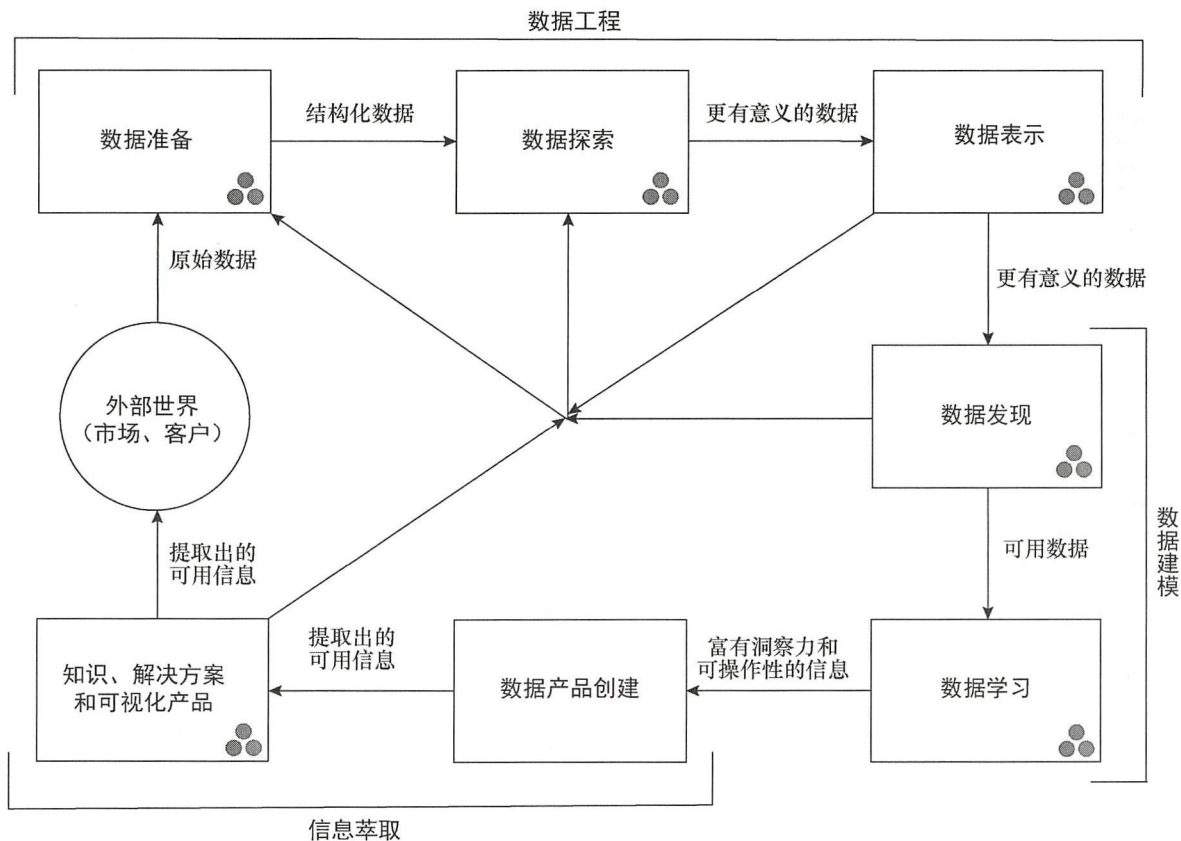 数据工程
数据准备
结构化数据
数据探索
更有意义的数据
数据表示
原始数据
更有意义的数据
外部世界
（市场、客户）
数据发现
提取出的
可用信息
可用数据
数据建模
知识、解决方案
和可视化产品
提取出的
可用信息
数据产品创建
富有洞察力和
可操作性的信息
数据学习
信息萃取